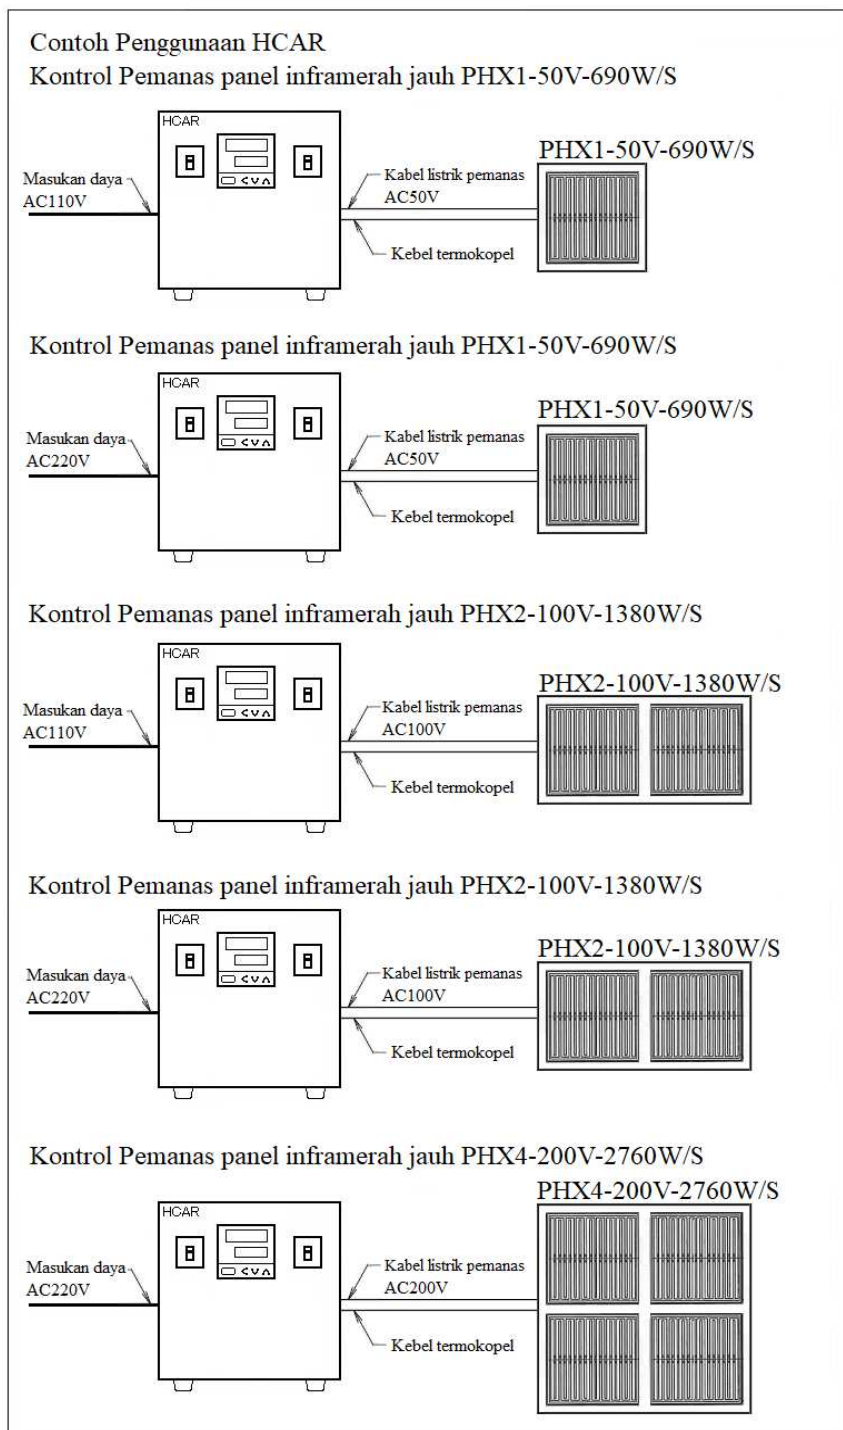 Contoh Penggunaan HCAR
Kontrol Pemanas panel inframerah jauh PHX1-50V-690W/S
HCAR
PHX1-50V-690W/S
Masukan daya
AC110V
Kabel listrik pemanas
AC50V
Kebel termokopel
Kontrol Pemanas panel inframerah jauh PHX1-50V-690W/S
HCAR
PHX1-50V-690W/S
Masukan daya
AC220V
Kabel listrik pemanas
AC50V
Kebel termokopel
Kontrol Pemanas panel inframerah jauh PHX2-100V-1380W/S
HCAR
PHX2-100V-1380W/S
Masukan daya
AC110V
Kabel listrik pemanas
AC100V
Kebel termokopel
Kontrol Pemanas panel inframerah jauh PHX2-100V-1380W/S
HCAR
PHX2-100V-1380W/S
Masukan daya
AC220V
Kabel listrik pemanas
AC100V
Kebel termokopel
Kontrol Pemanas panel inframerah jauh PHX4-200V-2760W/S
PHX4-200V-2760W/S
HCAR
Masukan daya
AC220V
Kabel listrik pemanas
AC200V
Kebel termokopel